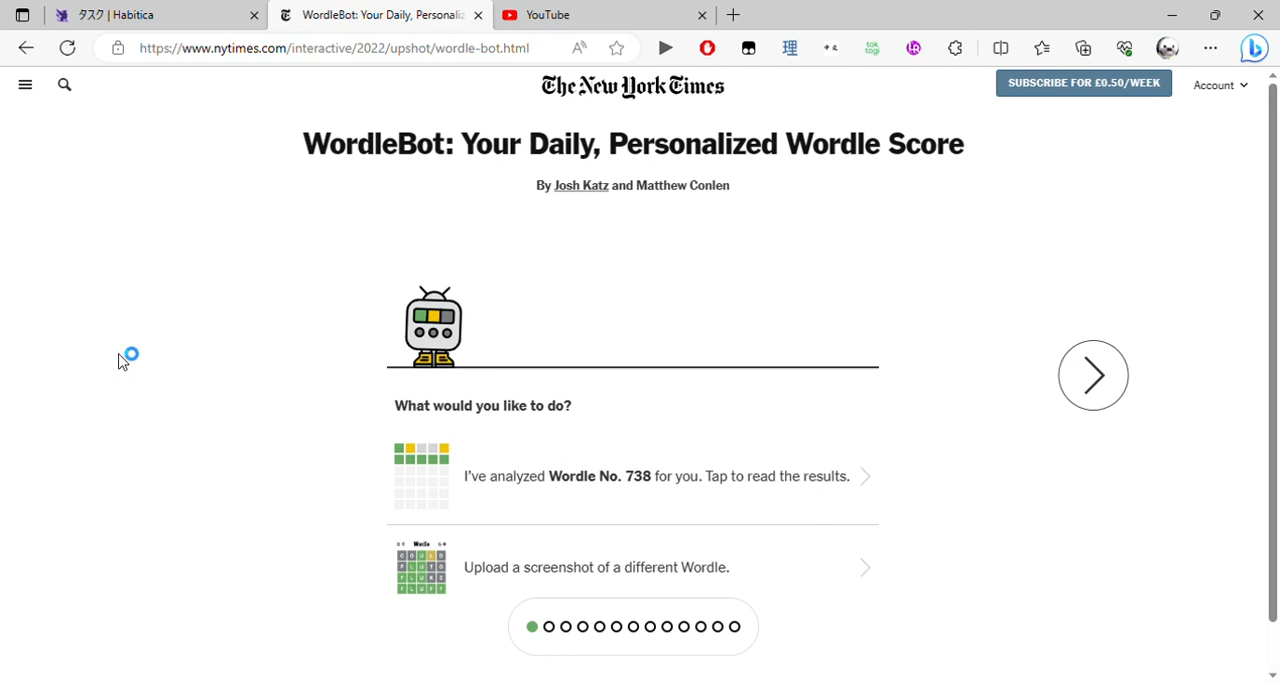 タスク | Habitica
WordleBot: Your Daily, Personaliz
YouTube
https://www.nytimes.com/interactive/2022/upshot/wordle-bot.html
The New York Times
SUBSCRIBE FOR £0.50/WEEK
Account
WordleBot: Your Daily, Personalized Wordle Score
By Josh Katz and Matthew Conlen
What would you like to do?
I've analyzed Wordle No. 738 for you. Tap to read the results.
Wordle
Upload a screenshot of a different Wordle.